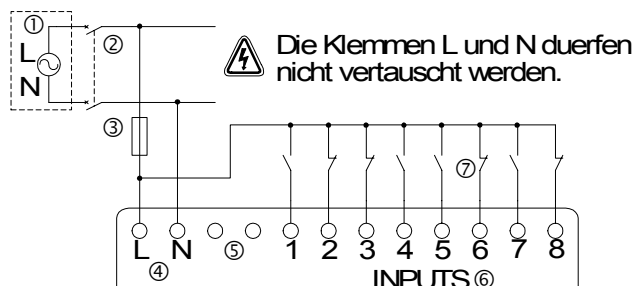 ①
L
N
②
Die Klemmen L und N duerfen
nicht vertauscht werden.
③
⑦
L N ⑤ 1 2 3 4 5 6 7 8
④
INPUTS ⑥